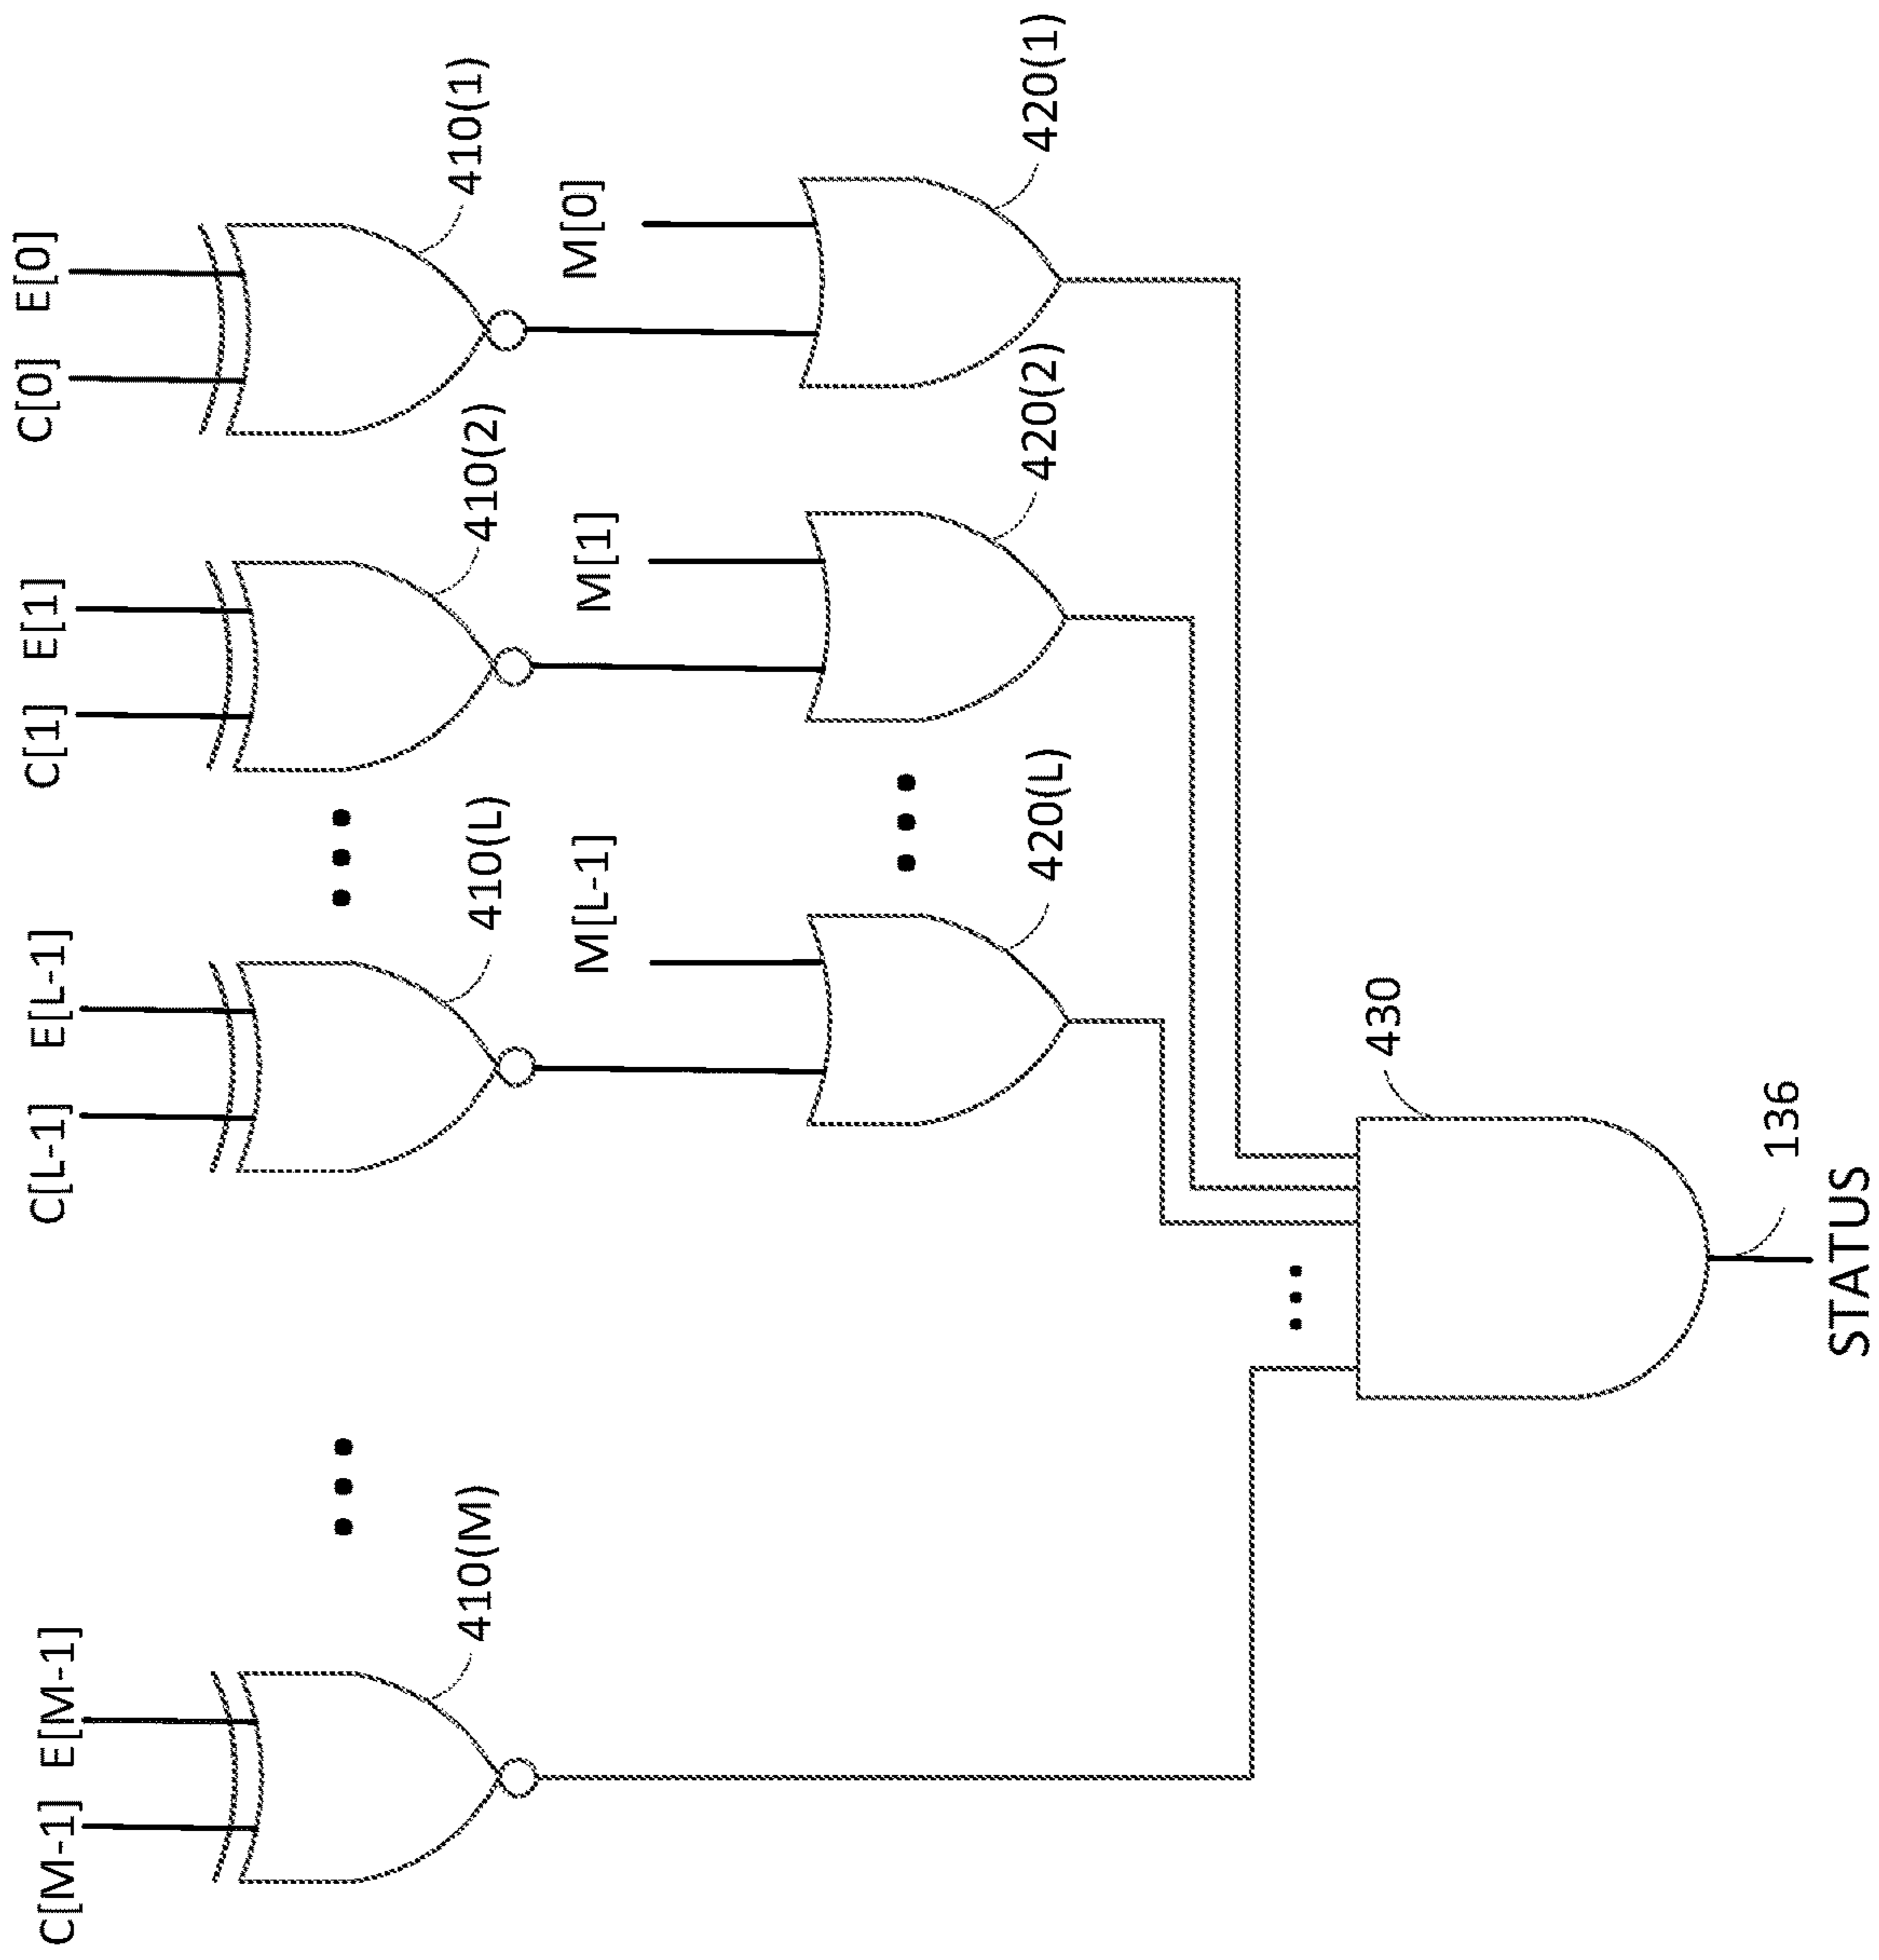 C[M-1] E[M-1]
C[L-1] E[L-1]
C[1] E[1]
C[0] E[0]
410(M)
410(L)
410(2)
410(1)
M[L-1]
M[1]
M[0]
420(L)
420(2)
420(1)
430
136
STATUS